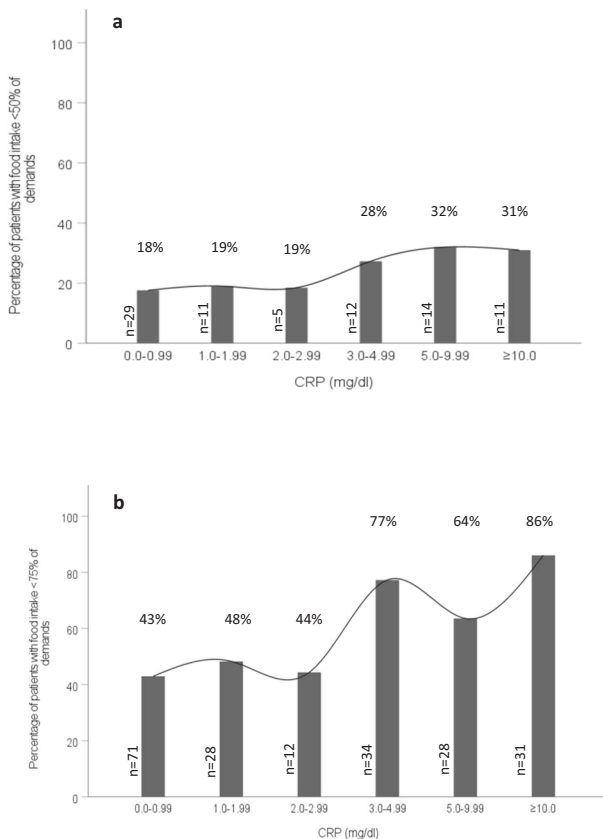 a
Percentage of patients with food intake <50% of
demands
100
80
60
40
20
0
18%
19%
19%
28%
32%
31%
n=29
n=11
n=5
n=12
n=14
n=11
0.0-0.99
1.0-1.99
2.0-2.99
3.0-4.99
5.0-9.99
≥10.0
CRP (mg/dl)
b
Percentage of patients with food intake <75% of
demands
100
80
60
40
20
0
43%
48%
44%
77%
64%
86%
n=71
n=28
n=12
n=34
n=28
n=31
0.0-0.99
1.0-1.99
2.0-2.99
3.0-4.99
5.0-9.99
≥10.0
CRP (mg/dl)